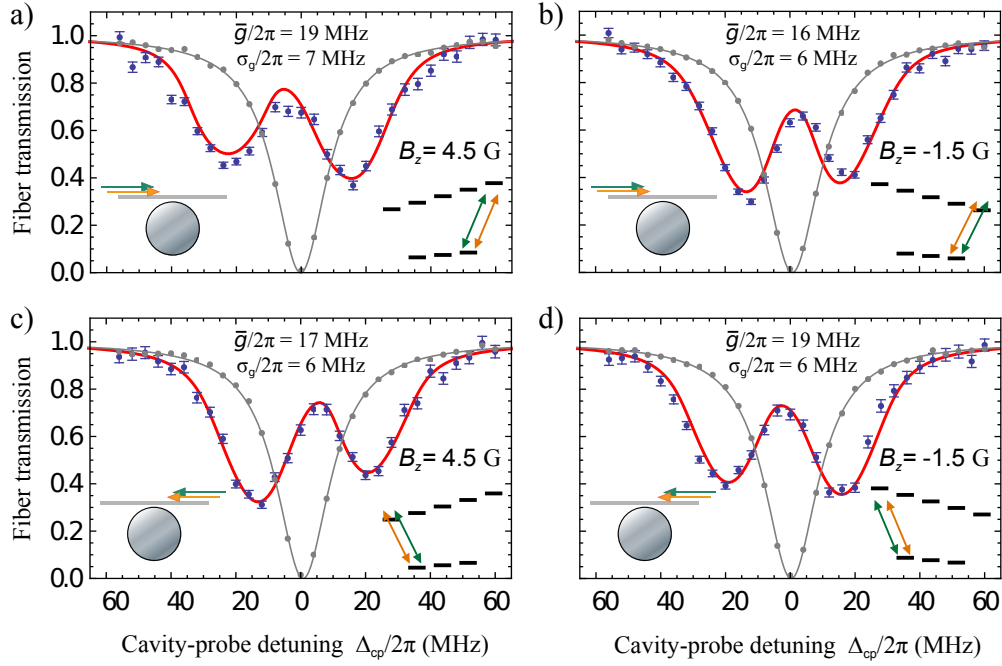 a)
ḡ/2π = 19 MHz
σg/2π = 7 MHz
Bz = 4.5 G
Fiber transmission
1.0
0.8
0.6
0.4
0.2
0.0
b)
ḡ/2π = 16 MHz
σg/2π = 6 MHz
Bz = -1.5 G
c)
ḡ/2π = 17 MHz
σg/2π = 6 MHz
Bz = 4.5 G
Fiber transmission
1.0
0.8
0.6
0.4
0.2
0.0
60 40 20 0 20 40 60
Cavity-probe detuning Δcp/2π (MHz)
d)
ḡ/2π = 19 MHz
σg/2π = 6 MHz
Bz = -1.5 G
60 40 20 0 20 40 60
Cavity-probe detuning Δcp/2π (MHz)